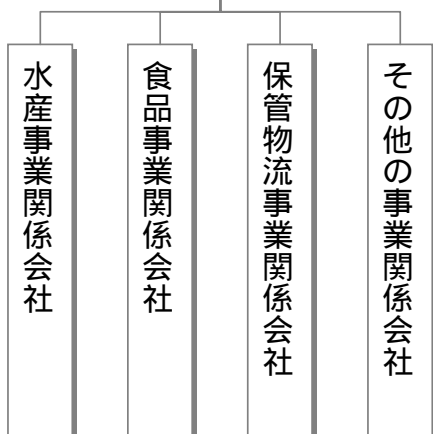 水産事業関係会社
食品事業関係会社
保管物流事業関係会社
その他の事業関係会社